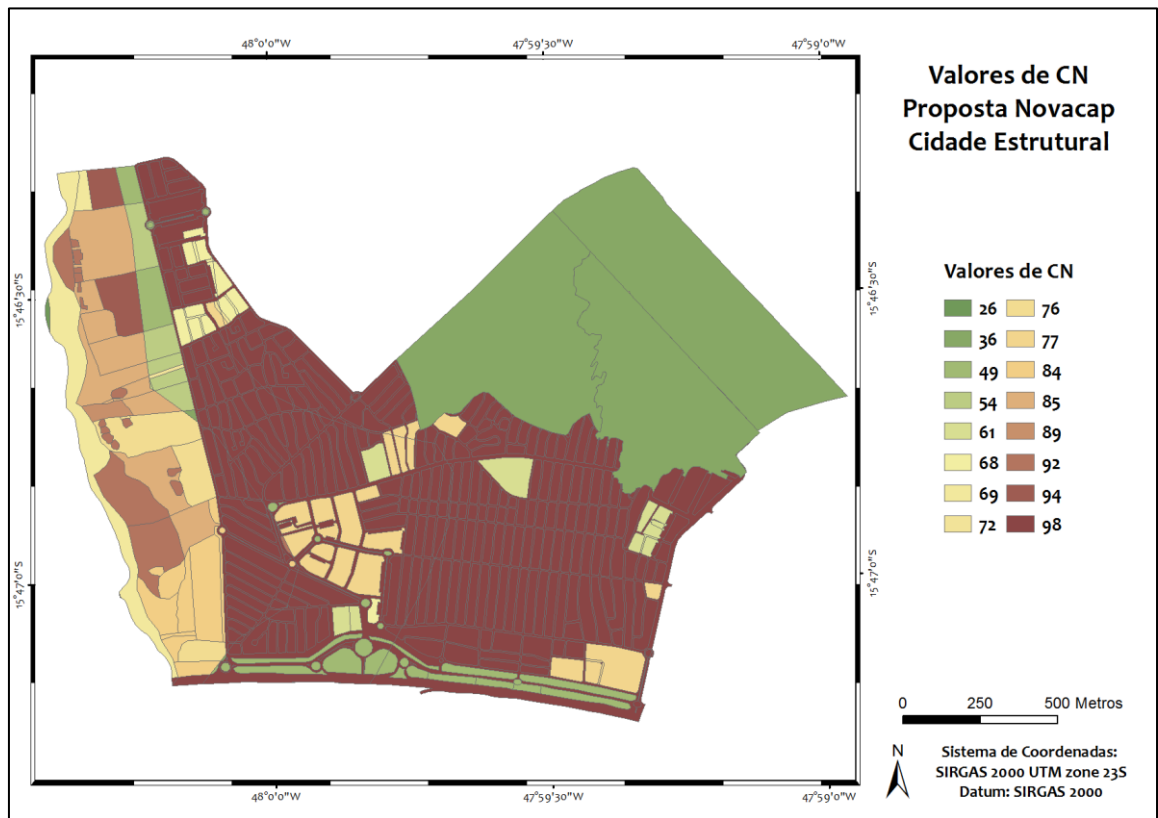 48°0'0"W
47°59'30"W
47°59'0"W
Valores de CN
Proposta Novacap
Cidade Estrutural
15°46'30"S
15°46'30"S
Valores de CN
26 76
36 77
49 84
54 85
61 89
68 92
69 94
72 98
15°47'0"S
15°47'0"S
0 250 500 Metros
N
Sistema de Coordenadas:
SIRGAS 2000 UTM zone 23S
Datum: SIRGAS 2000
48°0'0"W
47°59'30"W
47°59'0"W